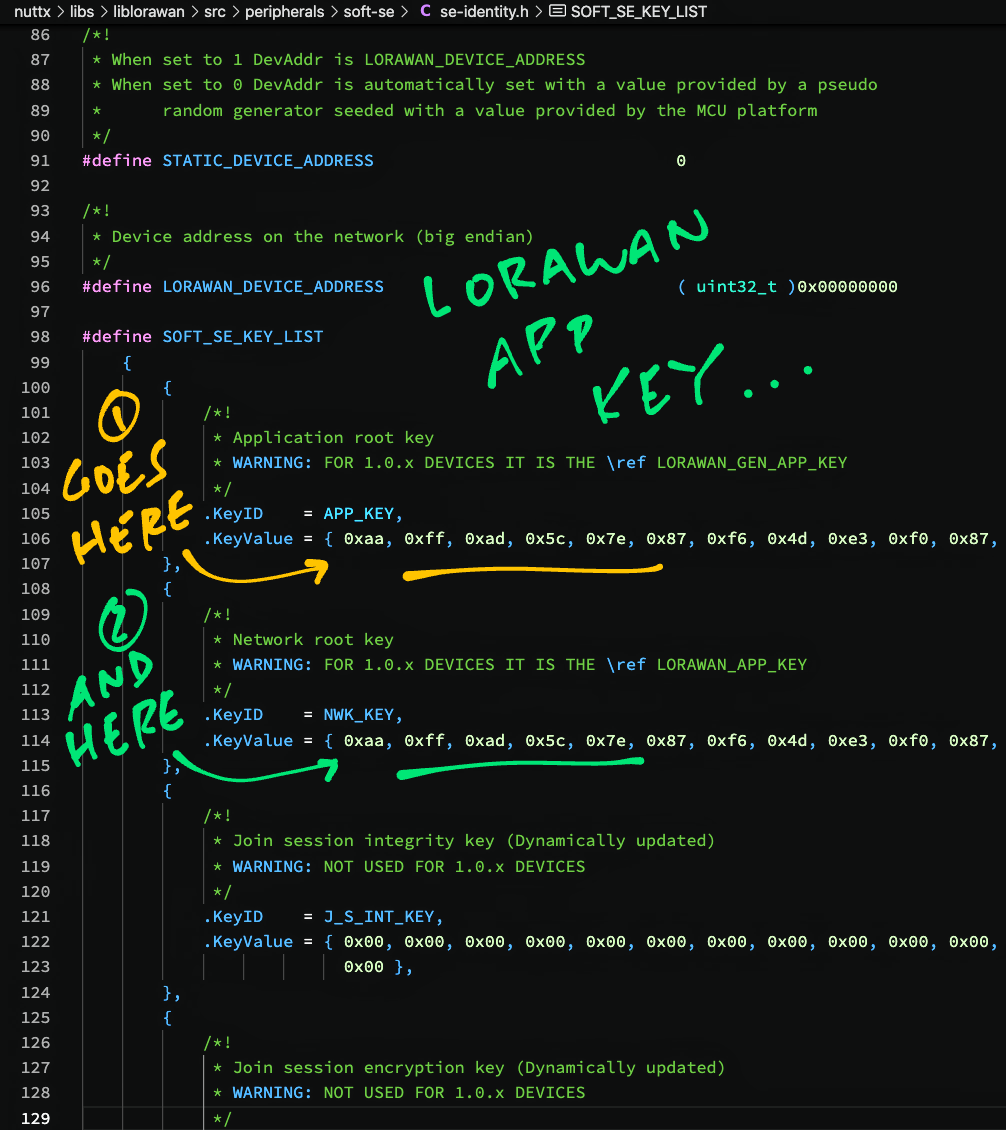 nuttx > libs > liblorawan > src > peripherals > soft-se > C se-identity.h > SOFT_SE_KEY_LIST
86 /*!
87 * When set to 1 DevAddr is LORAWAN_DEVICE_ADDRESS
88 * When set to 0 DevAddr is automatically set with a value provided by a pseudo
89 * random generator seeded with a value provided by the MCU platform
90 */
91 #define STATIC_DEVICE_ADDRESS 0
92
93 /*!
94 * Device address on the network (big endian)
95 */
96 #define LORAWAN_DEVICE_ADDRESS ( uint32_t )0x00000000
97
98 #define SOFT_SE_KEY_LIST
LORAWAN
APP
KEY...
99 {
100 {
101 /*!
102 * Application root key
103 * WARNING: FOR 1.0.x DEVICES IT IS THE \ref LORAWAN_GEN_APP_KEY
104 */
105 .KeyID = APP_KEY,
106 .KeyValue = { 0xaa, 0xff, 0xad, 0x5c, 0x7e, 0x87, 0xf6, 0x4d, 0xe3, 0xf0, 0x87,
107 },
1
GOES
HERE
108 {
109 /*!
110 * Network root key
111 * WARNING: FOR 1.0.x DEVICES IT IS THE \ref LORAWAN_APP_KEY
112 */
113 .KeyID = NWK_KEY,
114 .KeyValue = { 0xaa, 0xff, 0xad, 0x5c, 0x7e, 0x87, 0xf6, 0x4d, 0xe3, 0xf0, 0x87,
115 },
2
AND
HERE
116 {
117 /*!
118 * Join session integrity key (Dynamically updated)
119 * WARNING: NOT USED FOR 1.0.x DEVICES
120 */
121 .KeyID = J_S_INT_KEY,
122 .KeyValue = { 0x00, 0x00, 0x00, 0x00, 0x00, 0x00, 0x00, 0x00, 0x00, 0x00, 0x00,
123 0x00 },
124 },
125 {
126 /*!
127 * Join session encryption key (Dynamically updated)
128 * WARNING: NOT USED FOR 1.0.x DEVICES
129 */